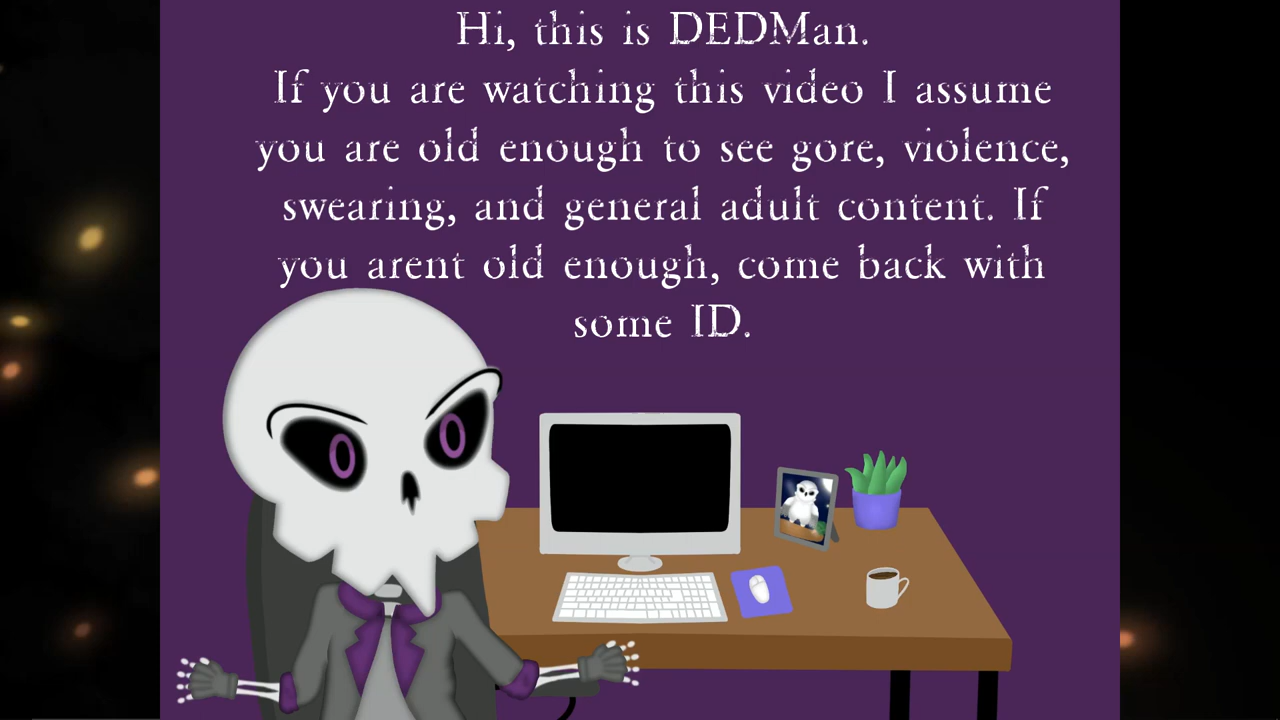 Hi, this is DEDMan.
If you are watching this video I assume
you are old enough to see gore, violence,
swearing, and general adult content. If
you arent old enough, come back with
some ID.